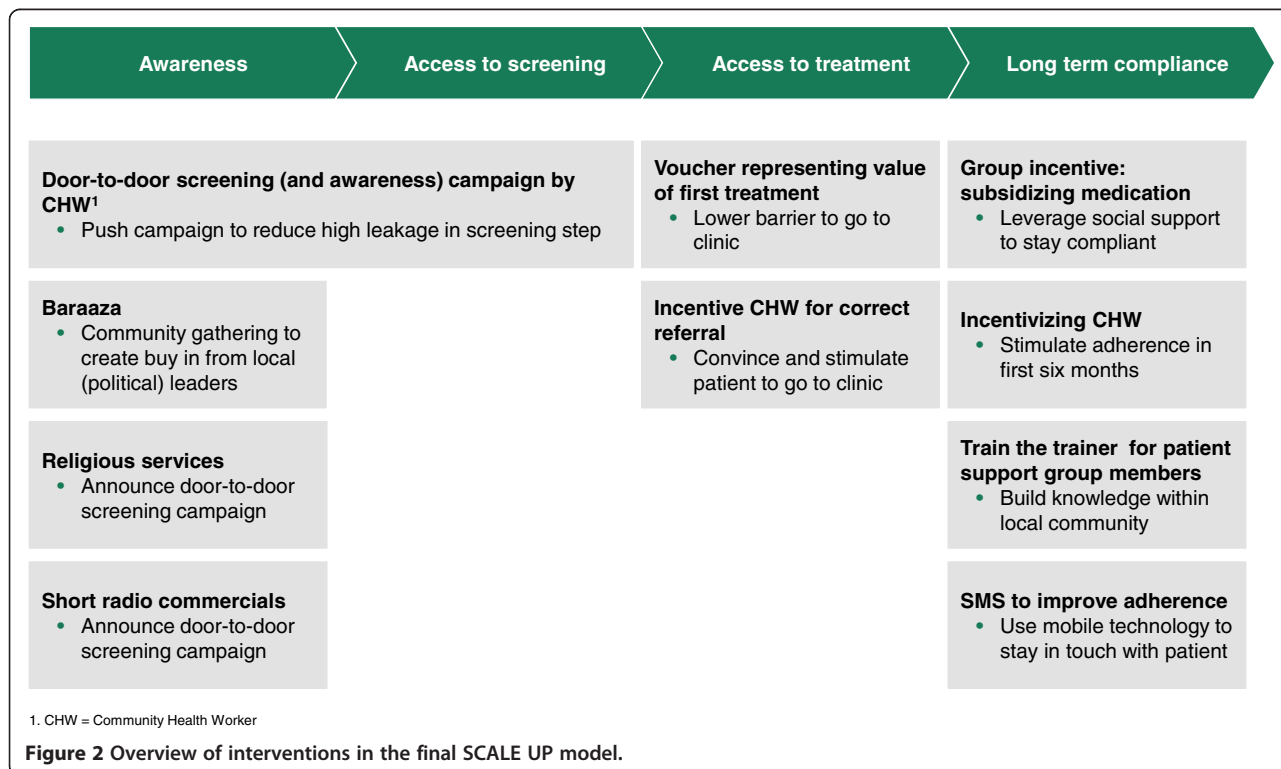 Awareness
Access to screening
Access to treatment
Long term compliance
Door-to-door screening (and awareness) campaign by
CHW1
• Push campaign to reduce high leakage in screening step
Baraaza
• Community gathering to
create buy in from local
(political) leaders
Religious services
• Announce door-to-door
screening campaign
Short radio commercials
• Announce door-to-door
screening campaign
Voucher representing value
of first treatment
• Lower barrier to go to
clinic
Incentive CHW for correct
referral
• Convince and stimulate
patient to go to clinic
Group incentive:
subsidizing medication
• Leverage social support
to stay compliant
Incentivizing CHW
• Stimulate adherence in
first six months
Train the trainer for patient
support group members
• Build knowledge within
local community
SMS to improve adherence
• Use mobile technology to
stay in touch with patient
1. CHW = Community Health Worker
Figure 2 Overview of interventions in the final SCALE UP model.